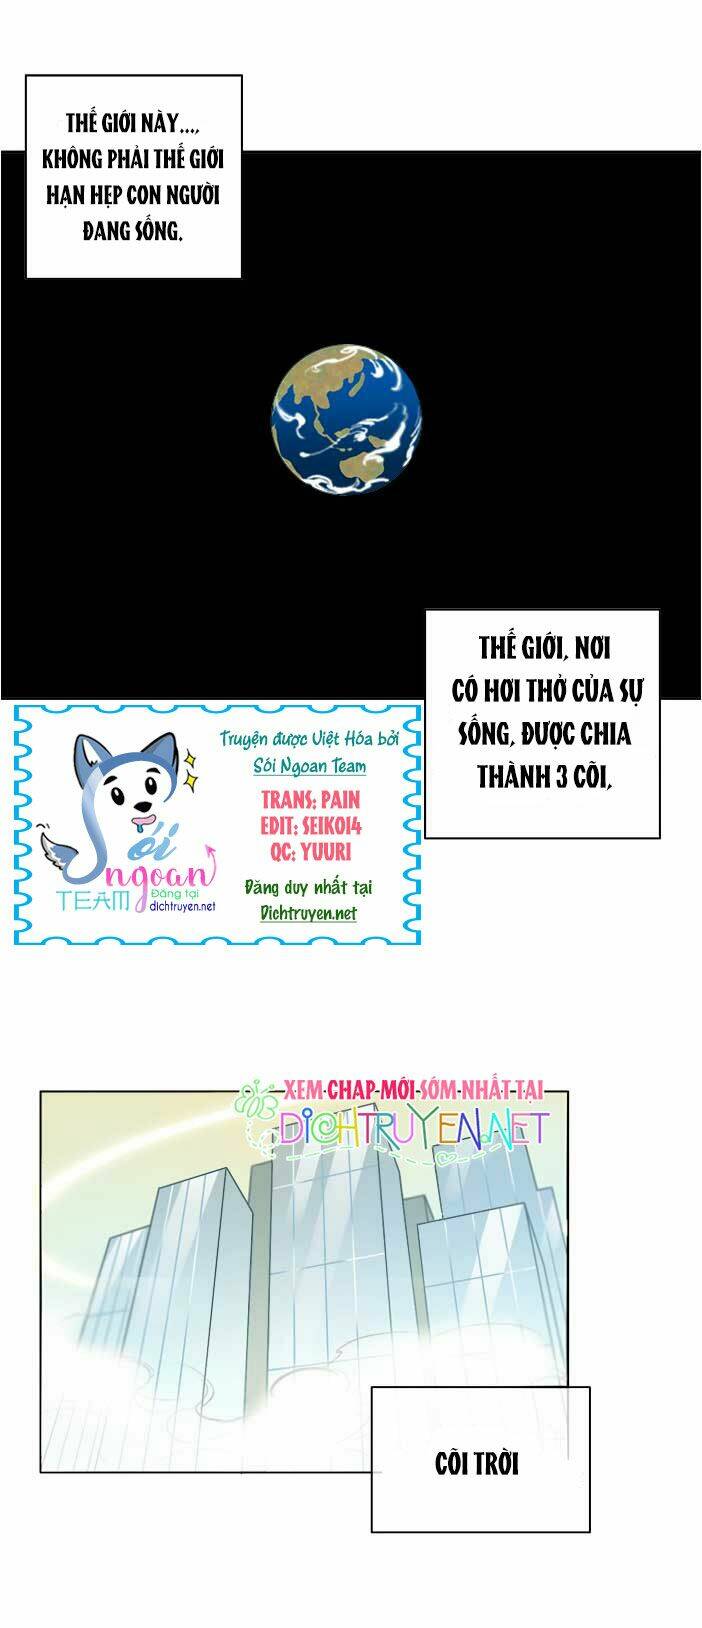 THẾ GIỚI NÀY...,
KHÔNG PHẢI THẾ GIỚI
HẠN HẸP CON NGƯỜI
ĐANG SỐNG.
THẾ GIỚI, NƠI
CÓ HƠI THỞ CỦA SỰ
SỐNG, ĐƯỢC CHIA
THÀNH 3 CÕI,
Truyện được Việt Hóa bởi
Sói Ngoan Team
TRANS: PAIN
EDIT: SEIKO14
QC: YUURI
Đăng duy nhất tại
Dichtruyen.net
Sói
ngoan
TEAM
Đăng tại
dichtruyen.net
XEM CHAP MỚI SỚM NHẤT TẠI
DICHTRUYEN.NET
CÕI TRỜI